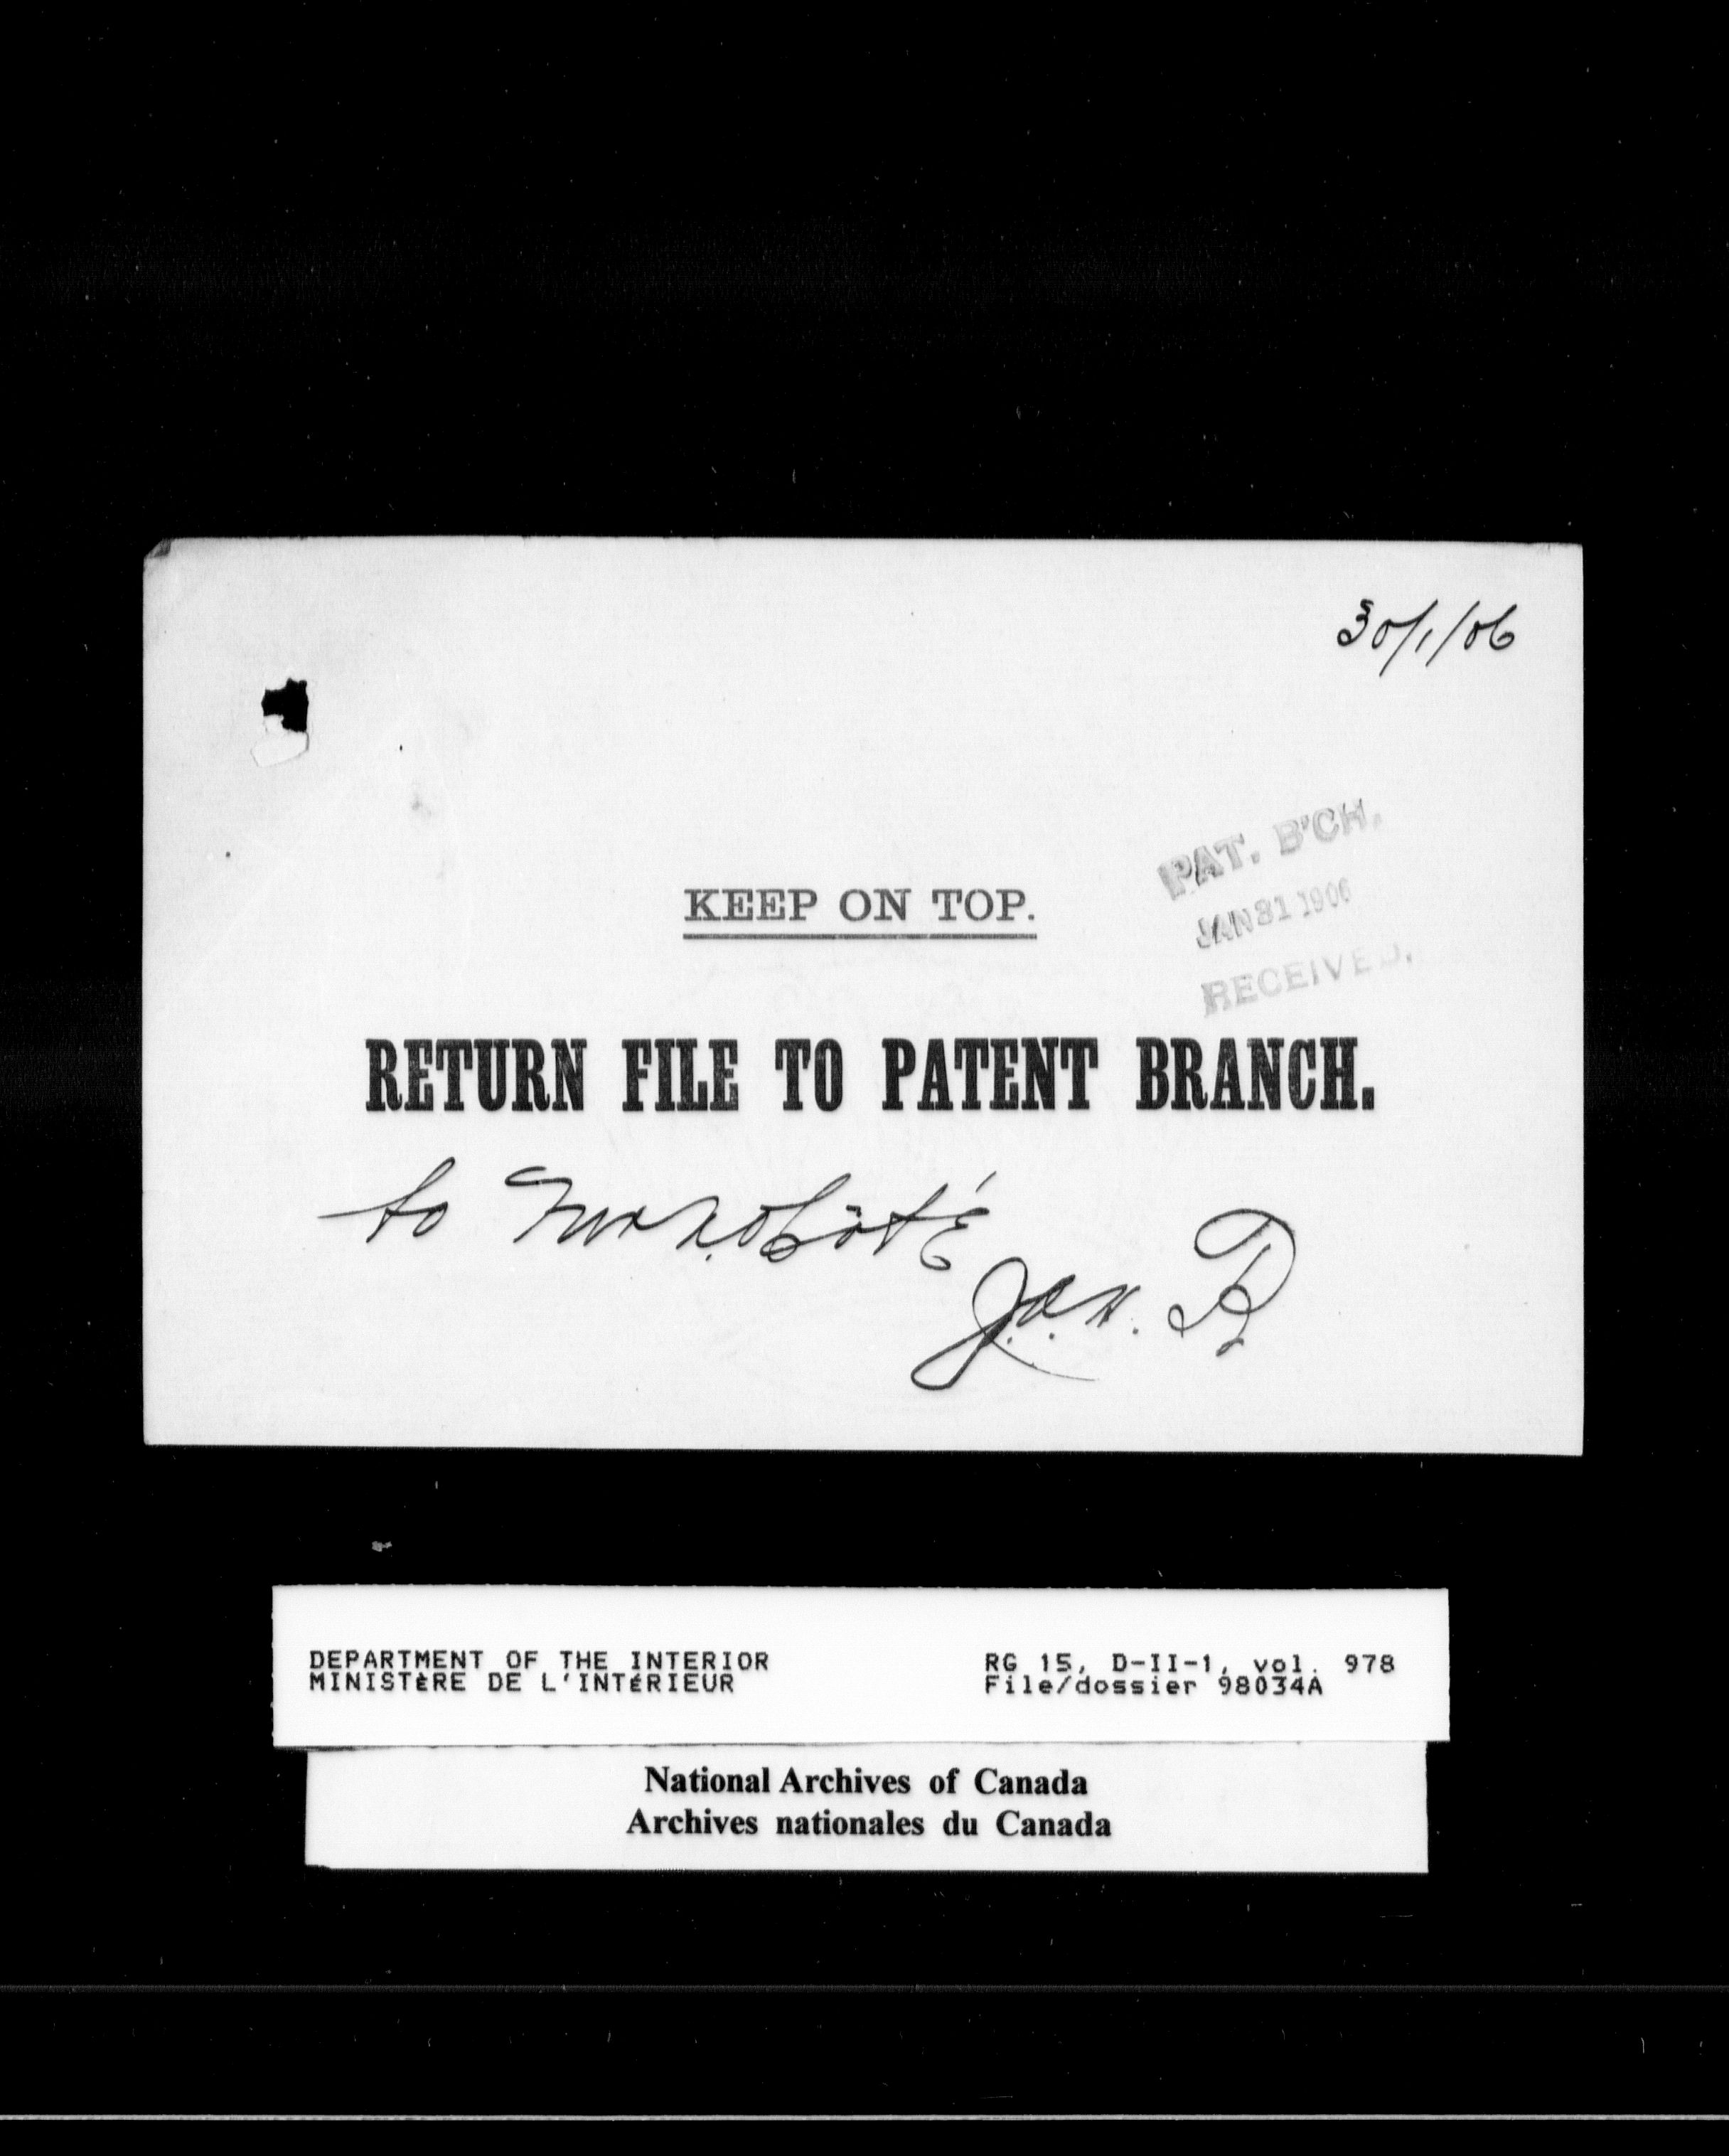 30/1/06
PAT. B'CH.
JAN 31 1906
RECEIVED.
KEEP ON TOP.
RETURN FILE TO PATENT BRANCH.
to
DEPARTMENT OF THE INTERIOR
MINISTÈRE DE L'INTÉRIEUR
RG 15, D-II-1, vol. 978
File/dossier 98034A
National Archives of Canada
Archives nationales du Canada